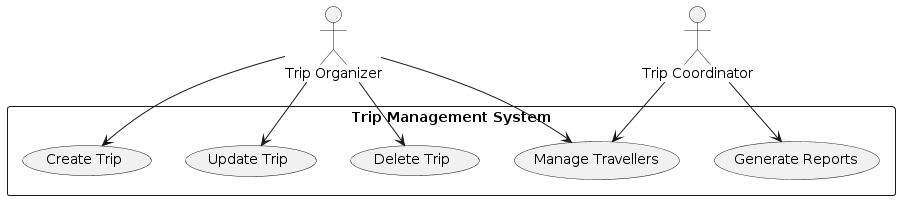 Trip Organizer
Trip Coordinator
Trip Management System
Create Trip
Update Trip
Delete Trip
Manage Travellers
Generate Reports